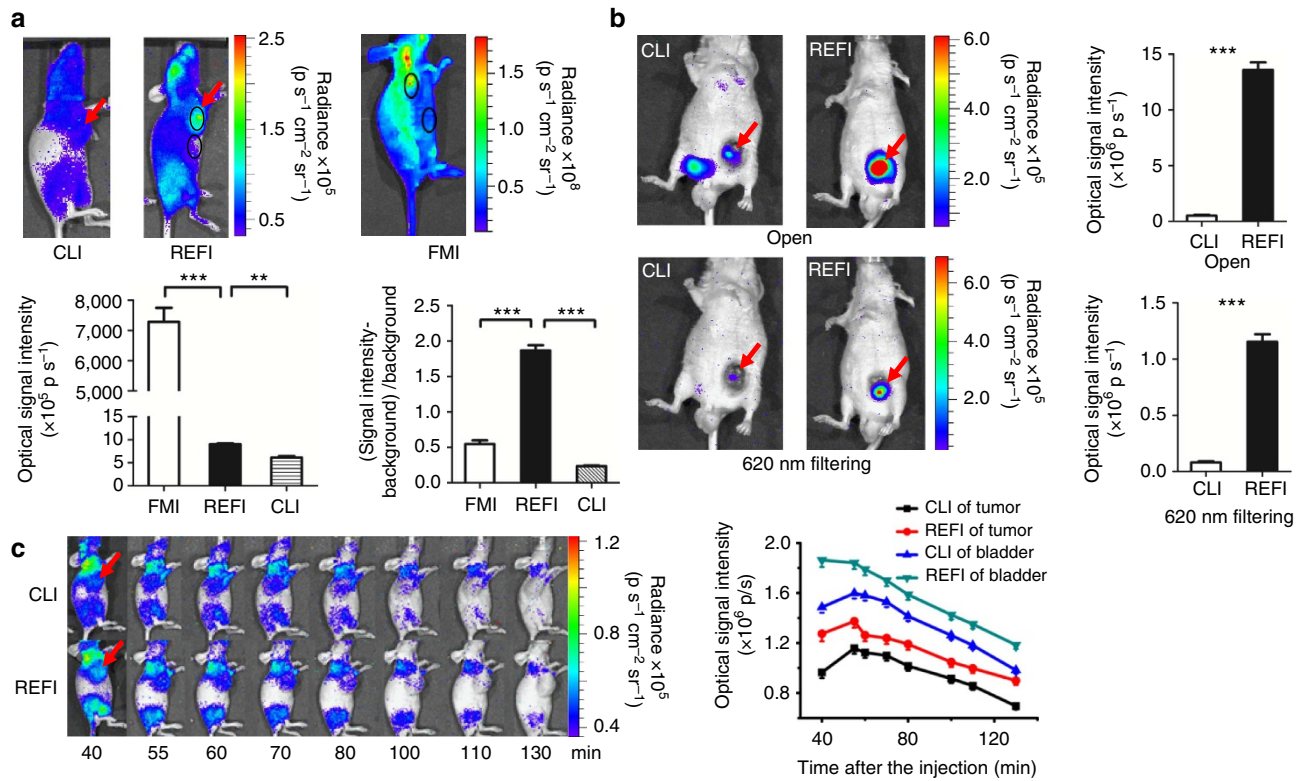 a
2.5
2.0
1.5
1.0
0.5
Radiance ×10⁵
(p s⁻¹ cm⁻² sr⁻¹)
CLI
REFI
1.5
1.0
0.5
Radiance ×10⁸
(p s⁻¹ cm⁻² sr⁻¹)
FMI
Optical signal intensity
(×10⁵ p s⁻¹)
8,000
7,000
6,000
5,000
15
10
5
0
***
**
FMI
REFI
CLI
(Signal intensity-
background) /background
2.5
2.0
1.5
1.0
0.5
0.0
***
***
FMI
REFI
CLI
b
CLI
REFI
6.0
4.0
2.0
Radiance ×10⁵
(p s⁻¹ cm⁻² sr⁻¹)
Open
CLI
REFI
6.0
4.0
2.0
Radiance ×10⁵
(p s⁻¹ cm⁻² sr⁻¹)
620 nm filtering
Optical signal intensity
(×10⁶ p s⁻¹)
15
10
5
0
***
CLI
REFI
Open
Optical signal intensity
(×10⁶ p s⁻¹)
1.5
1.0
0.5
0.0
***
CLI
REFI
620 nm filtering
c
CLI
REFI
40 55 60 70 80 100 110 130 min
1.2
0.8
0.4
Radiance ×10⁵
(p s⁻¹ cm⁻² sr⁻¹)
CLI of tumor
REFI of tumor
CLI of bladder
REFI of bladder
Optical signal intensity
(×10⁶ p/s)
2.0
1.6
1.2
0.8
40 80 120
Time after the injection (min)